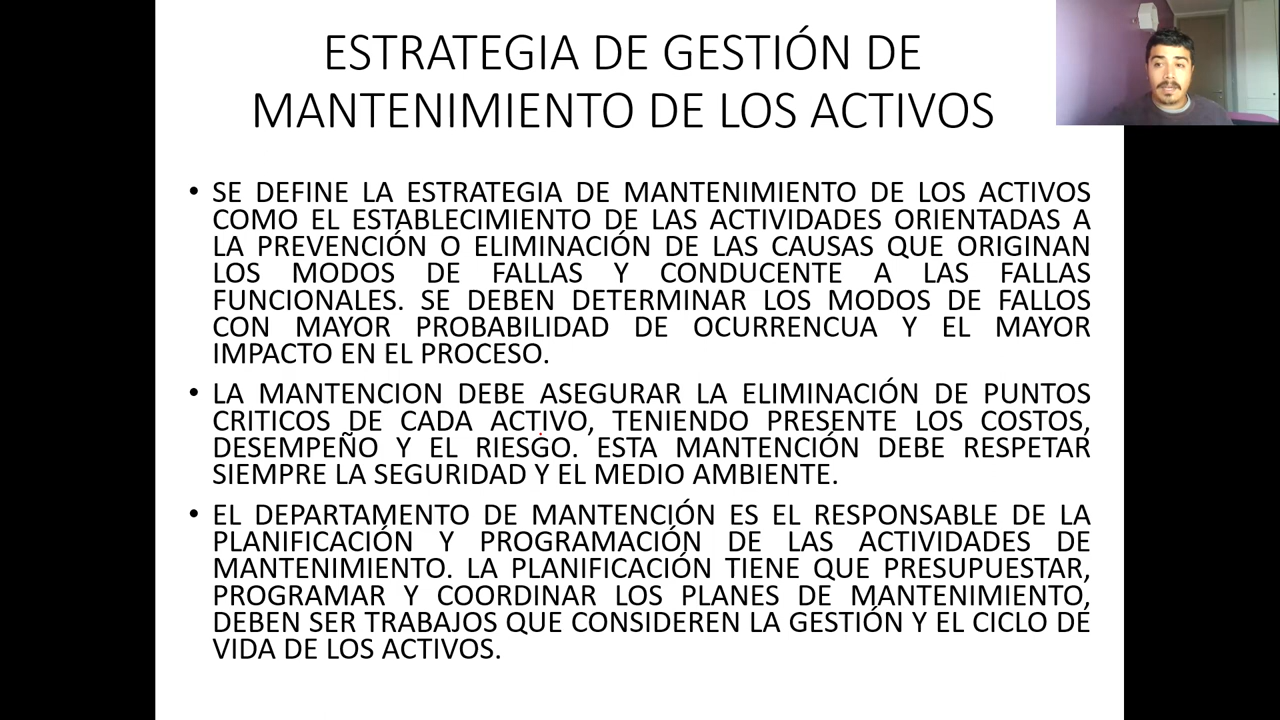 ESTRATEGIA DE GESTIÓN DE
MANTENIMIENTO DE LOS ACTIVOS
• SE DEFINE LA ESTRATEGIA DE MANTENIMIENTO DE LOS ACTIVOS
COMO EL ESTABLECIMIENTO DE LAS ACTIVIDADES ORIENTADAS A
LA PREVENCIÓN O ELIMINACIÓN DE LAS CAUSAS QUE ORIGINAN
LOS MODOS DE FALLAS Y CONDUCENTE A LAS FALLAS
FUNCIONALES. SE DEBEN DETERMINAR LOS MODOS DE FALLOS
CON MAYOR PROBABILIDAD DE OCURRENCUA Y EL MAYOR
IMPACTO EN EL PROCESO.
• LA MANTENCION DEBE ASEGURAR LA ELIMINACIÓN DE PUNTOS
CRITICOS DE CADA ACTIVO, TENIENDO PRESENTE LOS COSTOS,
DESEMPEÑO Y EL RIESGO. ESTA MANTENCIÓN DEBE RESPETAR
SIEMPRE LA SEGURIDAD Y EL MEDIO AMBIENTE.
• EL DEPARTAMENTO DE MANTENCIÓN ES EL RESPONSABLE DE LA
PLANIFICACIÓN Y PROGRAMACIÓN DE LAS ACTIVIDADES DE
MANTENIMIENTO. LA PLANIFICACIÓN TIENE QUE PRESUPUESTAR,
PROGRAMAR Y COORDINAR LOS PLANES DE MANTENIMIENTO,
DEBEN SER TRABAJOS QUE CONSIDEREN LA GESTIÓN Y EL CICLO DE
VIDA DE LOS ACTIVOS.